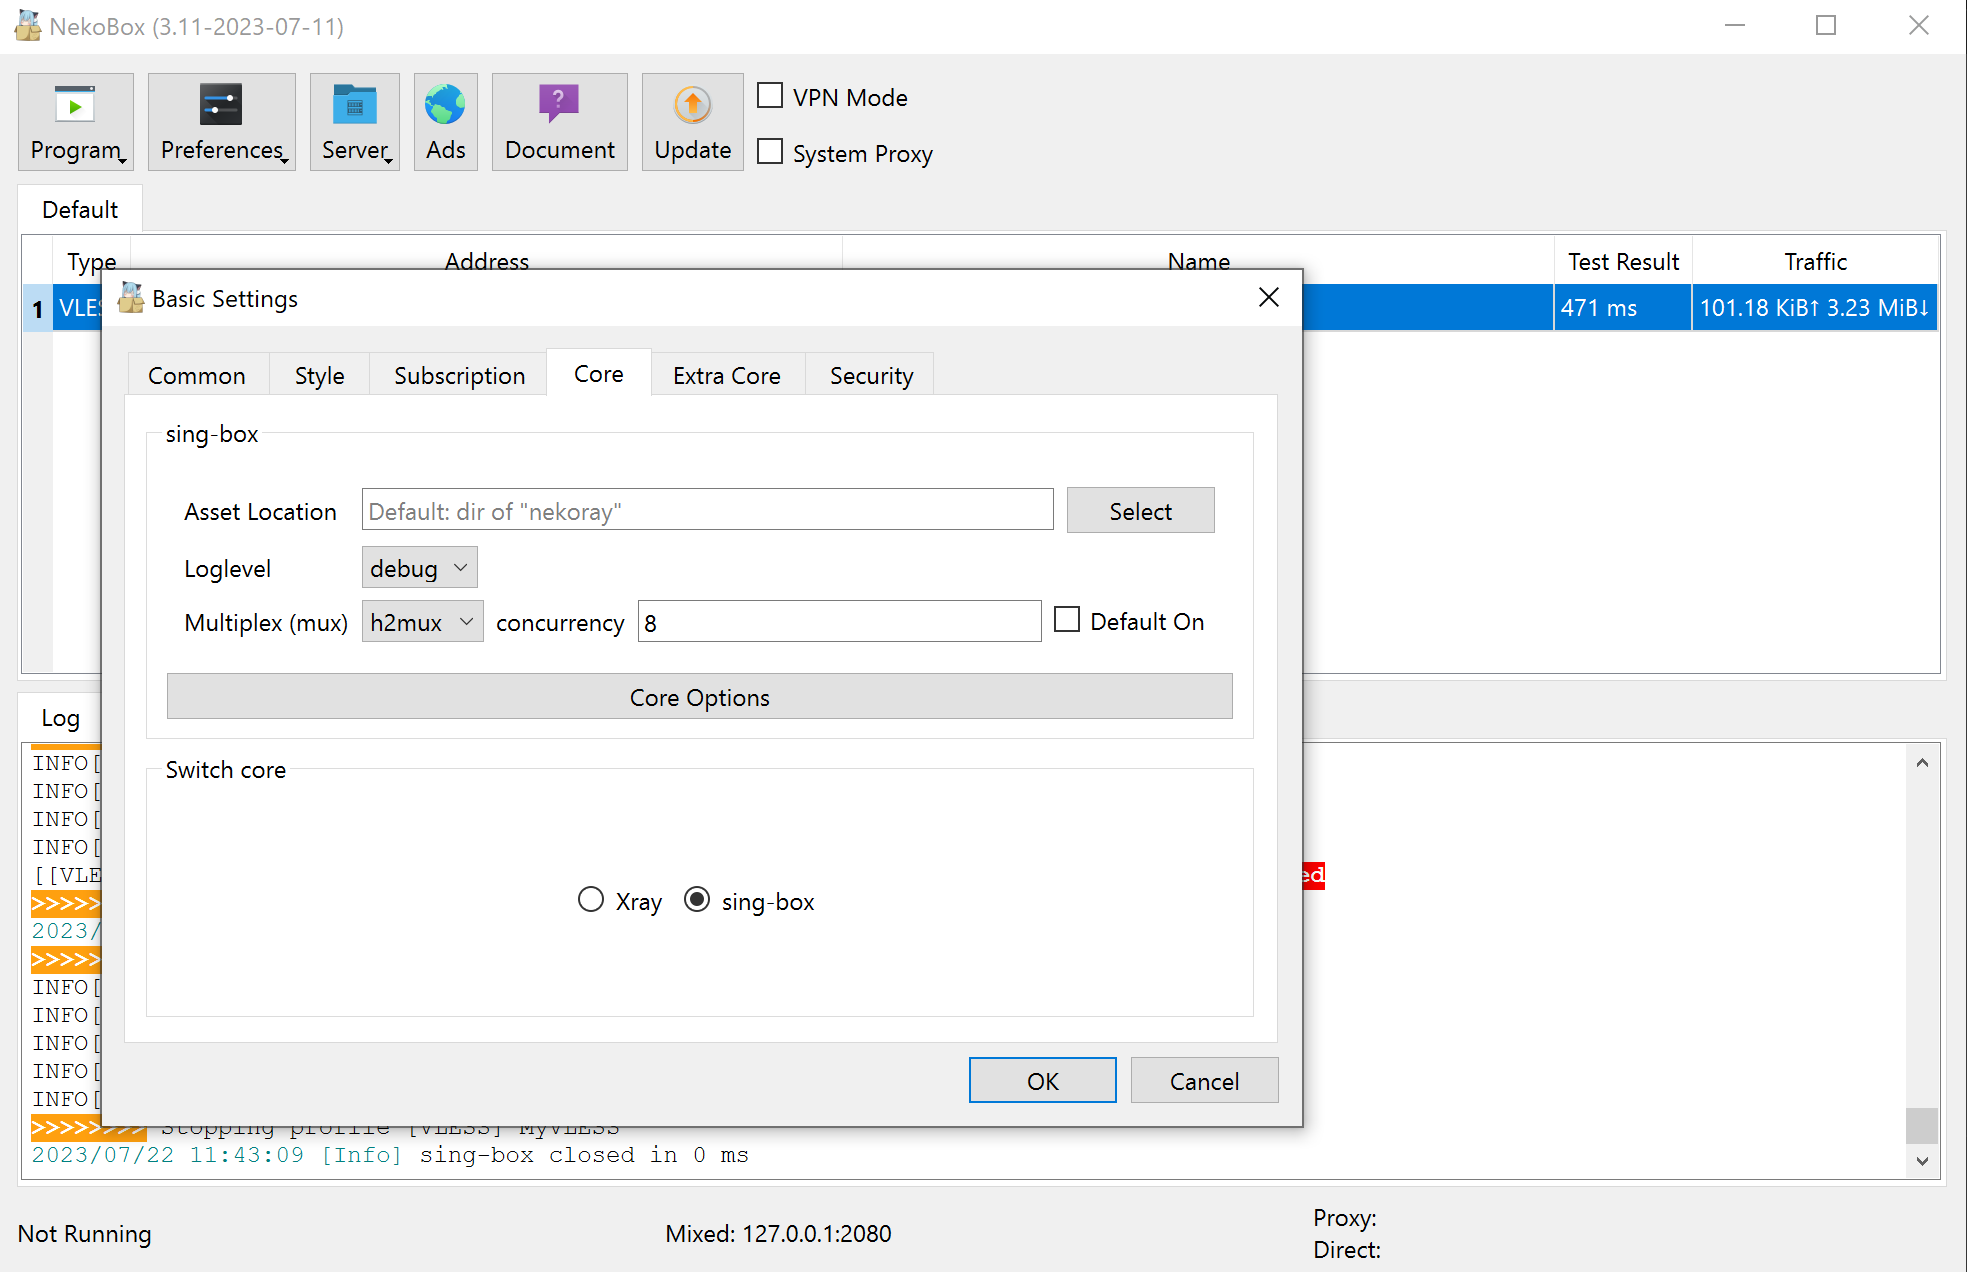 NekoBox (3.11-2023-07-11)
Program
Preferences
Server
Ads
Document
Update
VPN Mode
System Proxy
Default
Type Address Name Test Result Traffic
1 471 ms 101.18 KiB↑ 3.23 MiB↓
Basic Settings
Common Style Subscription Core Extra Core Security
sing-box
Asset Location Default: dir of "nekoray" Select
Loglevel debug
Multiplex (mux) h2mux concurrency 8 Default On
Core Options
Switch core
Xray sing-box
OK Cancel
Log
INFO[
INFO[
INFO[
INFO[
[[VLE ed
>>>>>
2023/
>>>>>
INFO[
INFO[
INFO[
INFO[
INFO[
>>>>>>>> Stopping profile [VLESS] MyVLESS
2023/07/22 11:43:09 [Info] sing-box closed in 0 ms
Not Running
Mixed: 127.0.0.1:2080
Proxy:
Direct: